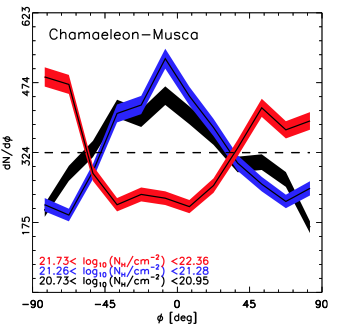 Chamaeleon-Musca
623
474
324
175
dN/dϕ
21.73< log₁₀(N_H/cm⁻²) <22.36
21.26< log₁₀(N_H/cm⁻²) <21.28
20.73< log₁₀(N_H/cm⁻²) <20.95
-90 -45 0 45 90
ϕ [deg]